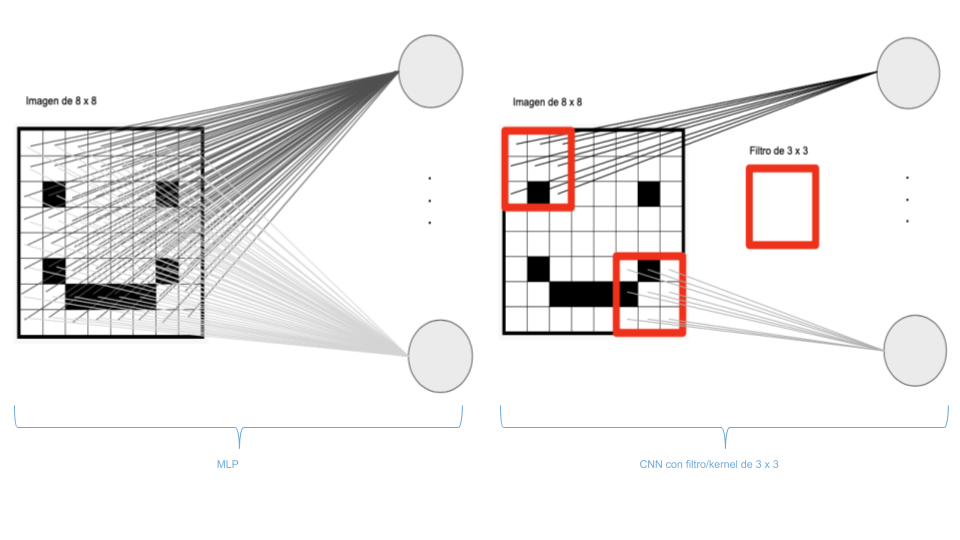 Imagen de 8 x 8
Imagen de 8 x 8
Filtro de 3 x 3
MLP
CNN con filtro/kernel de 3 x 3